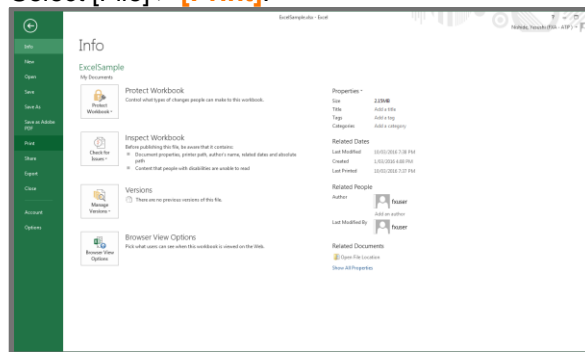 Select [File] > [Print].
ExcelSample.xlsx - Excel
?
Info
New
Open
Save
Save As
Save as Adobe
PDF
Print
Share
Export
Close
Account
Options
Info
ExcelSample
My Documents
Protect
Workbook
Protect Workbook
Control what types of changes people can make to this workbook.
Check for
Issues
Inspect Workbook
Before publishing this file, be aware that it contains:
Document properties, printer path, author's name, related dates and absolute
path
Content that people with disabilities are unable to read
Manage
Versions
Versions
There are no previous versions of this file.
Browser View
Options
Browser View Options
Pick what users can see when this workbook is viewed on the Web.
Properties
Size 2.15MB
Title Add a title
Tags Add a tag
Categories Add a category
Related Dates
Last Modified
Created
Last Printed
Related People
Author fxuser
Add an author
Last Modified By fxuser
Related Documents
Open File Location
Show All Properties